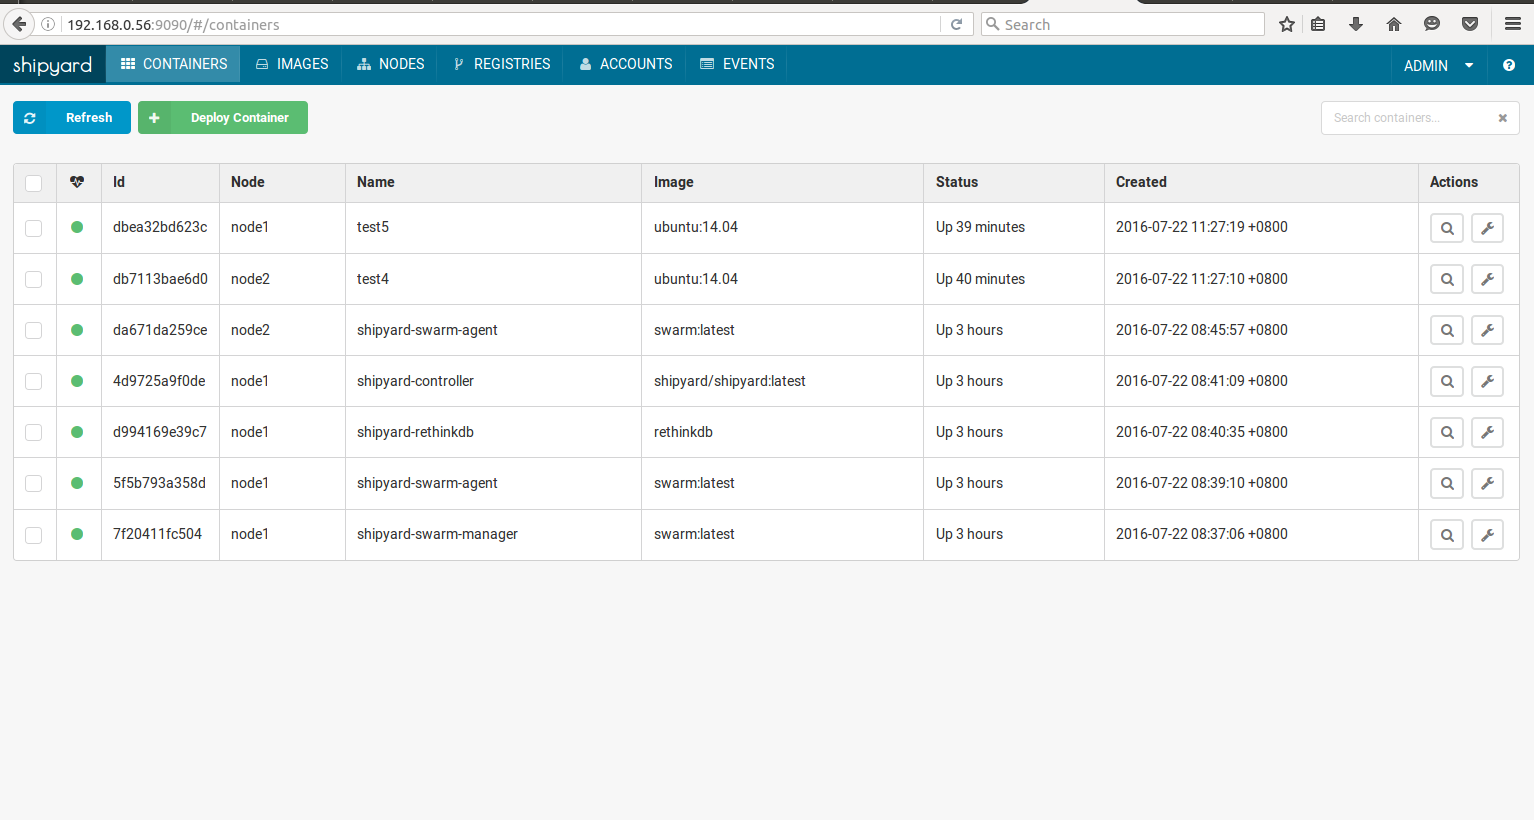 192.168.0.56:9090/#/containers Search
shipyard CONTAINERS IMAGES NODES REGISTRIES ACCOUNTS EVENTS ADMIN
Refresh Deploy Container Search containers...
Id Node Name Image Status Created Actions
dbea32bd623c node1 test5 ubuntu:14.04 Up 39 minutes 2016-07-22 11:27:19 +0800
db7113bae6d0 node2 test4 ubuntu:14.04 Up 40 minutes 2016-07-22 11:27:10 +0800
da671da259ce node2 shipyard-swarm-agent swarm:latest Up 3 hours 2016-07-22 08:45:57 +0800
4d9725a9f0de node1 shipyard-controller shipyard/shipyard:latest Up 3 hours 2016-07-22 08:41:09 +0800
d994169e39c7 node1 shipyard-rethinkdb rethinkdb Up 3 hours 2016-07-22 08:40:35 +0800
5f5b793a358d node1 shipyard-swarm-agent swarm:latest Up 3 hours 2016-07-22 08:39:10 +0800
7f20411fc504 node1 shipyard-swarm-manager swarm:latest Up 3 hours 2016-07-22 08:37:06 +0800